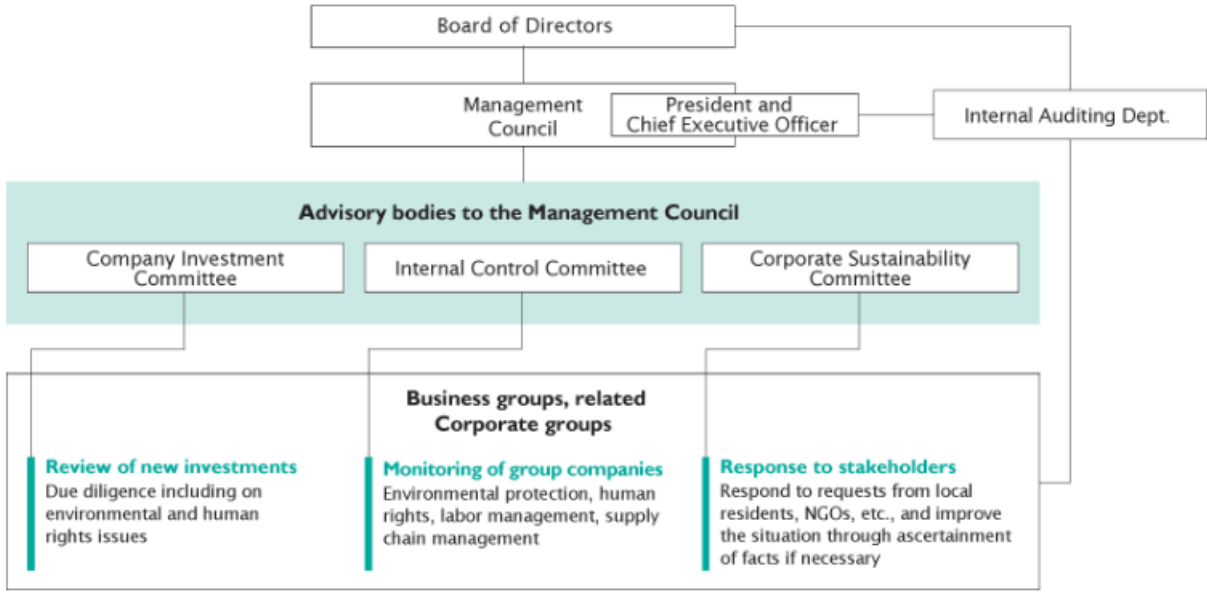 Board of Directors
Management
Council
President and
Chief Executive Officer
Internal Auditing Dept.
Advisory bodies to the Management Council
Company Investment
Committee
Internal Control Committee
Corporate Sustainability
Committee
Business groups, related
Corporate groups
Review of new investments
Due diligence including on
environmental and human
rights issues
Monitoring of group companies
Environmental protection, human
rights, labor management, supply
chain management
Response to stakeholders
Respond to requests from local
residents, NGOs, etc., and improve
the situation through ascertainment
of facts if necessary